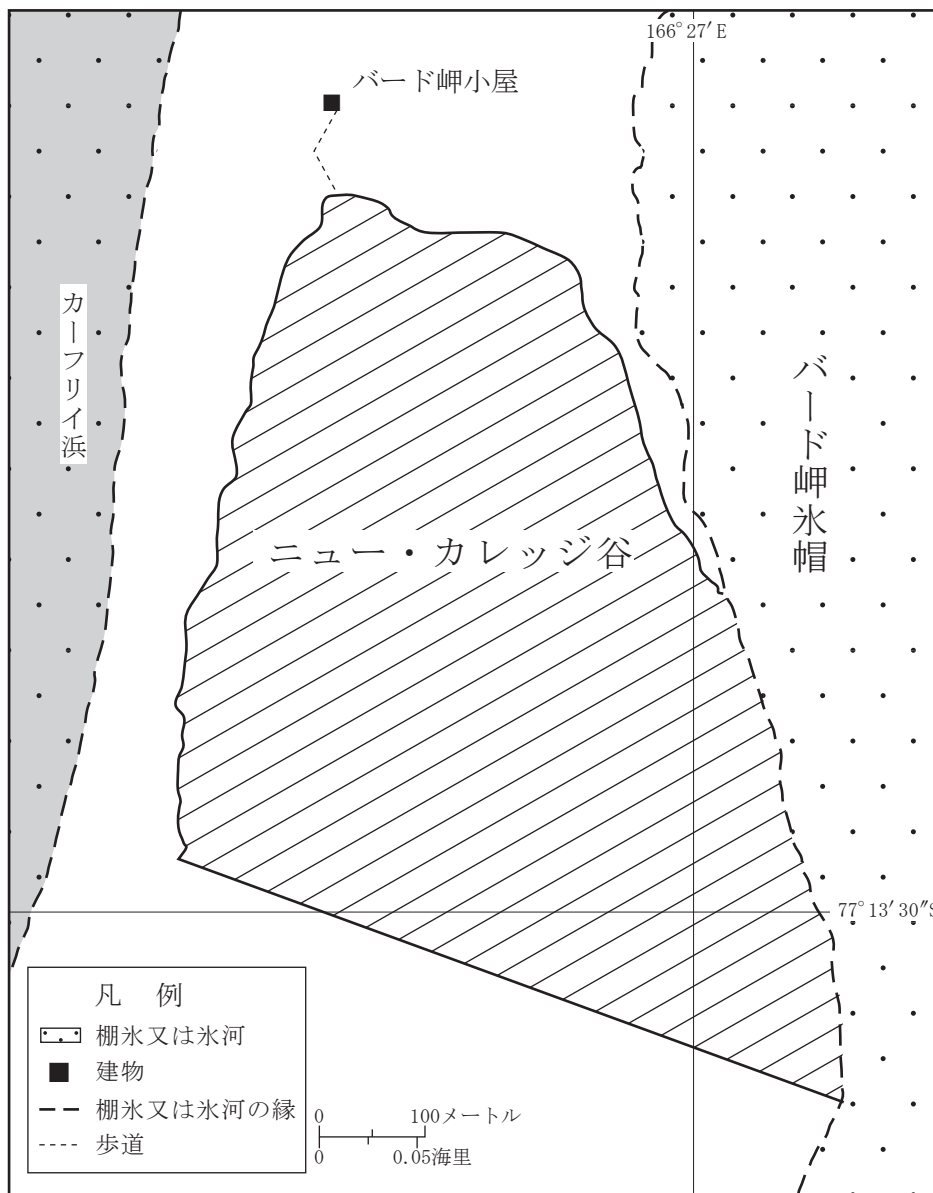 166°27′E
バード岬小屋
カーフリイ浜
バード岬氷帽
ニュー・カレッジ谷
77°13′30″S
凡 例
棚氷又は氷河
建物
棚氷又は氷河の縁
歩道
0 100メートル
0 0.05海里